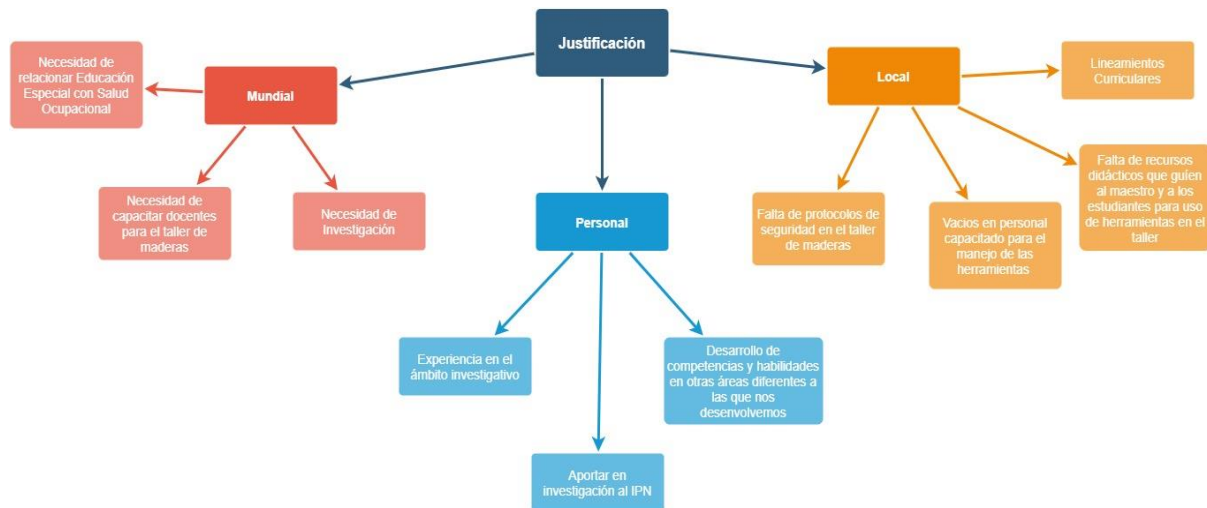 Justificación
Mundial
Necesidad de
relacionar Educación
Especial con Salud
Ocupacional
Necesidad de
capacitar docentes
para el taller de
maderas
Necesidad de
Investigación
Personal
Experiencia en el
ámbito investigativo
Aportar en
investigación al IPN
Desarrollo de
competencias y habilidades
en otras áreas diferentes a
las que nos
desenvolvemos
Local
Lineamientos
Curriculares
Falta de protocolos de
seguridad en el taller
de maderas
Vacios en personal
capacitado para el
manejo de las
herramientas
Falta de recursos
didácticos que guíen
al maestro y a los
estudiantes para uso
de herramientas en el
taller